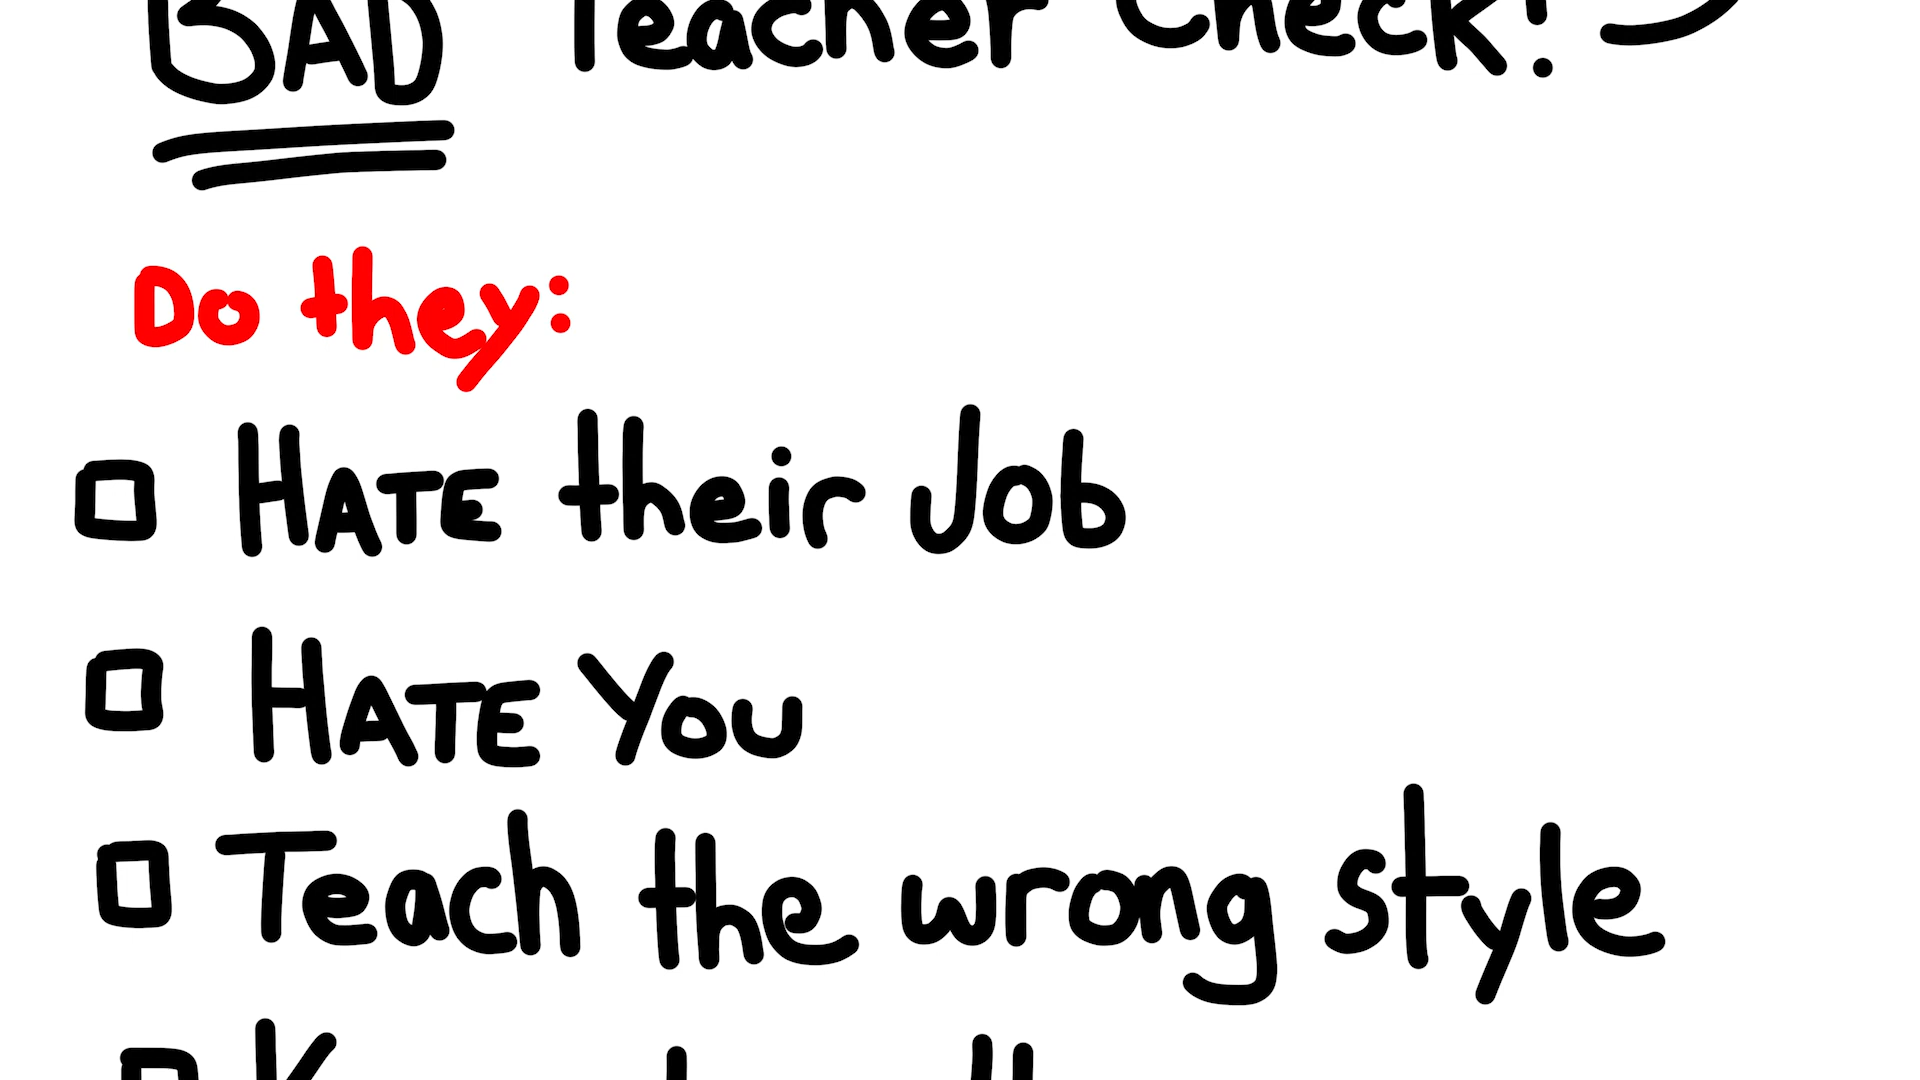 BAD Teacher Check!
Do they:
HATE their Job
HATE You
Teach the wrong style